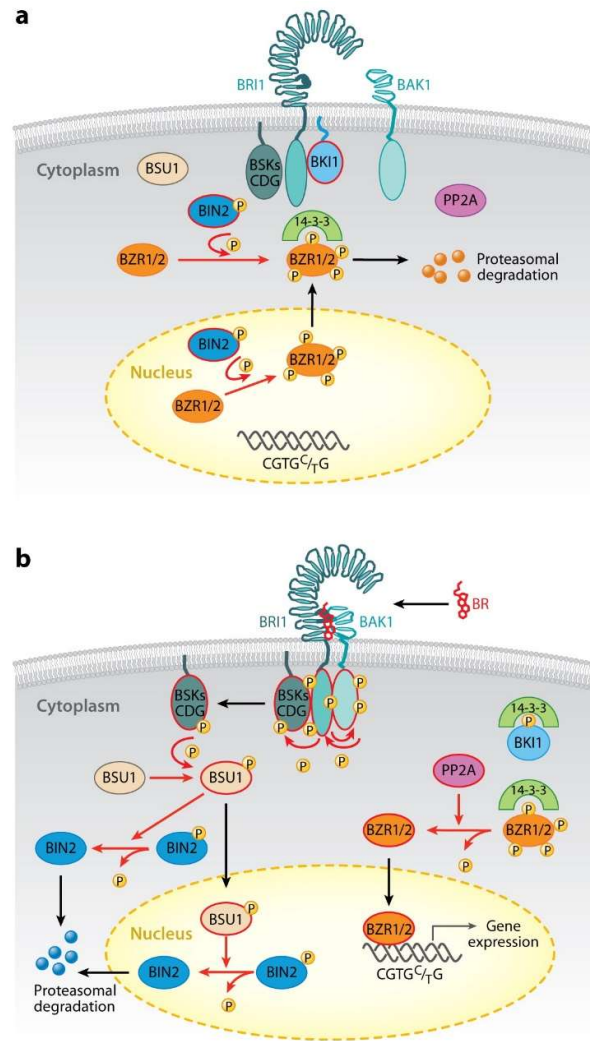 a
BRI1
BAK1
Cytoplasm
BSU1
BSKs
CDG
BKI1
PP2A
BIN2
P
P
14-3-3
P
BZR1/2
BZR1/2
P
P
P
P
Proteasomal
degradation
BIN2
P
P
P
BZR1/2
P
P
P
Nucleus
BZR1/2
CGTGC/TG
b
BRI1
BAK1
BR
Cytoplasm
BSKs
CDG
P
BSKs
CDG
P
P
P
P
P
P
P
P
P
14-3-3
P
BKI1
P
BSU1
BSU1
P
PP2A
14-3-3
P
BZR1/2
BZR1/2
P
P
P
P
BIN2
BIN2
P
P
Nucleus
BSU1
P
BZR1/2
Gene
expression
CGTGC/TG
BIN2
BIN2
P
P
Proteasomal
degradation